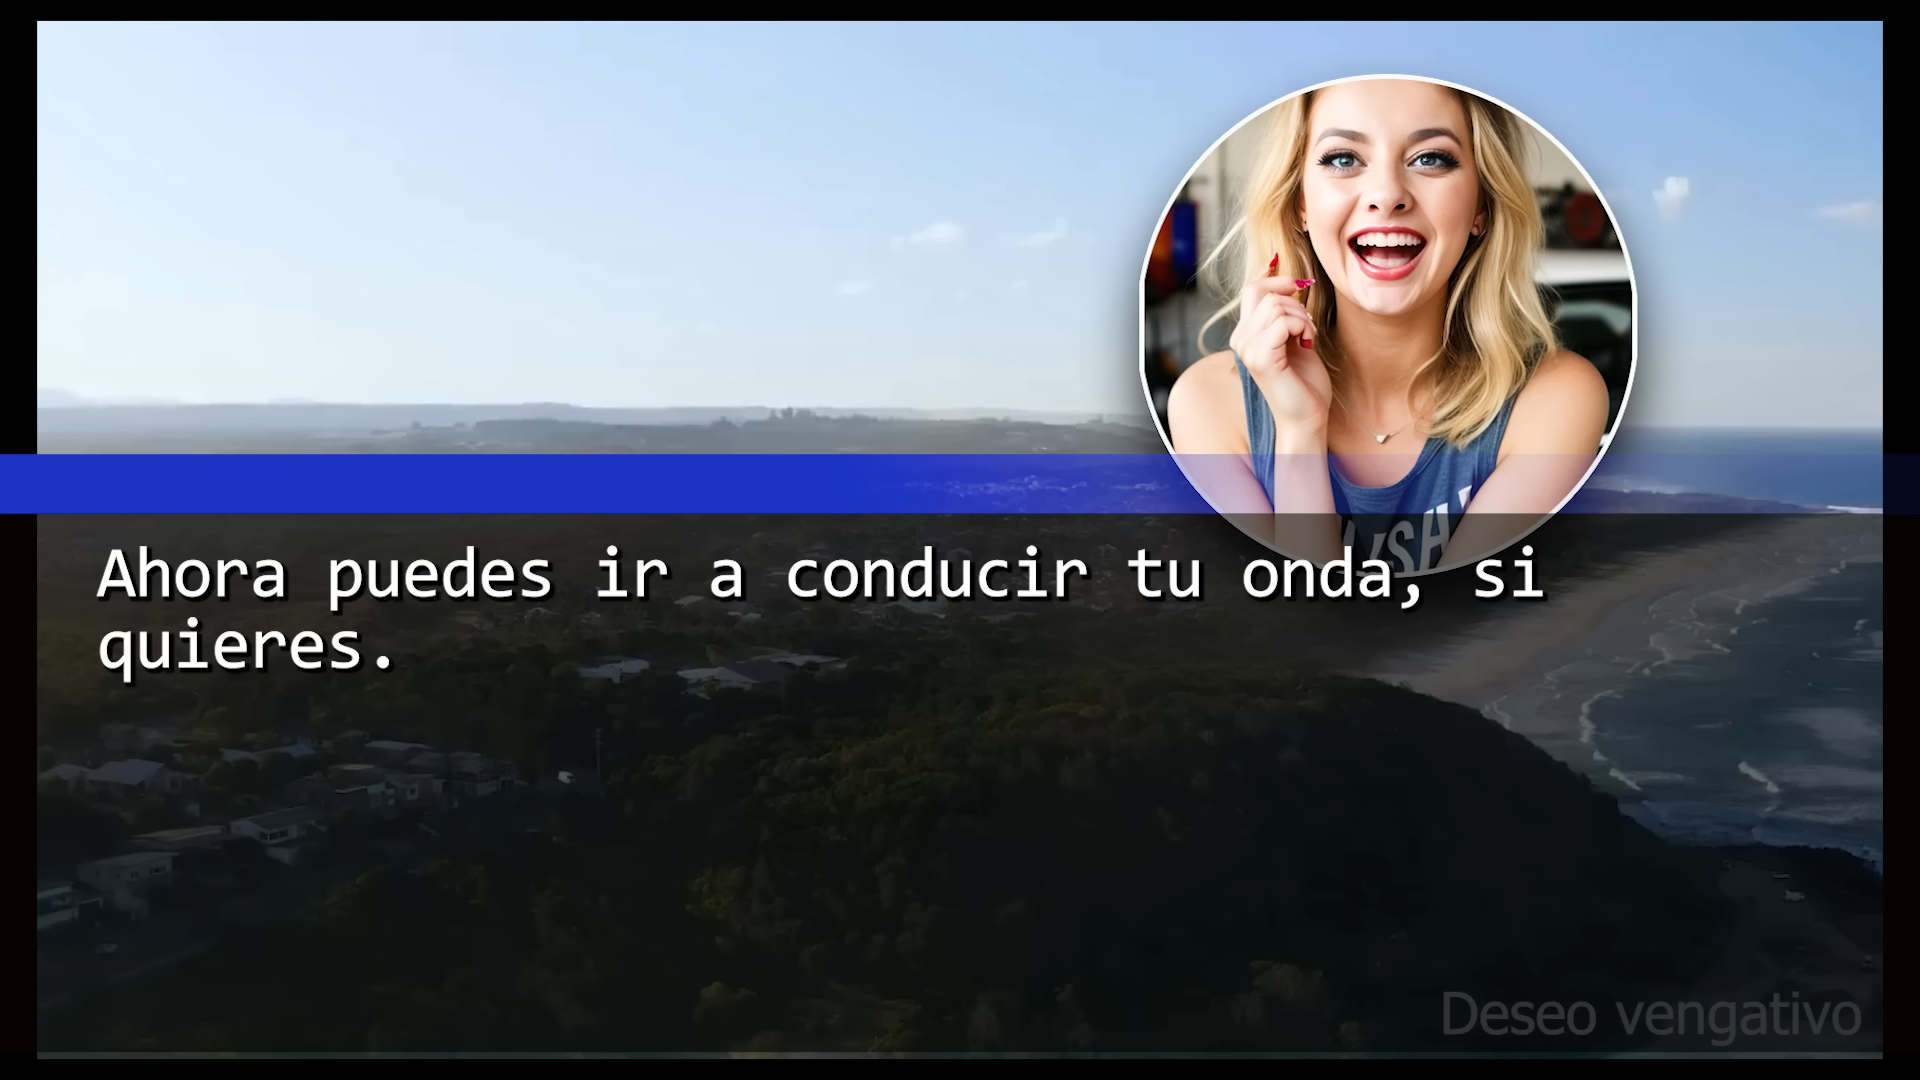 Ahora puedes ir a conducir tu onda, si
quieres.
Deseo vengativo